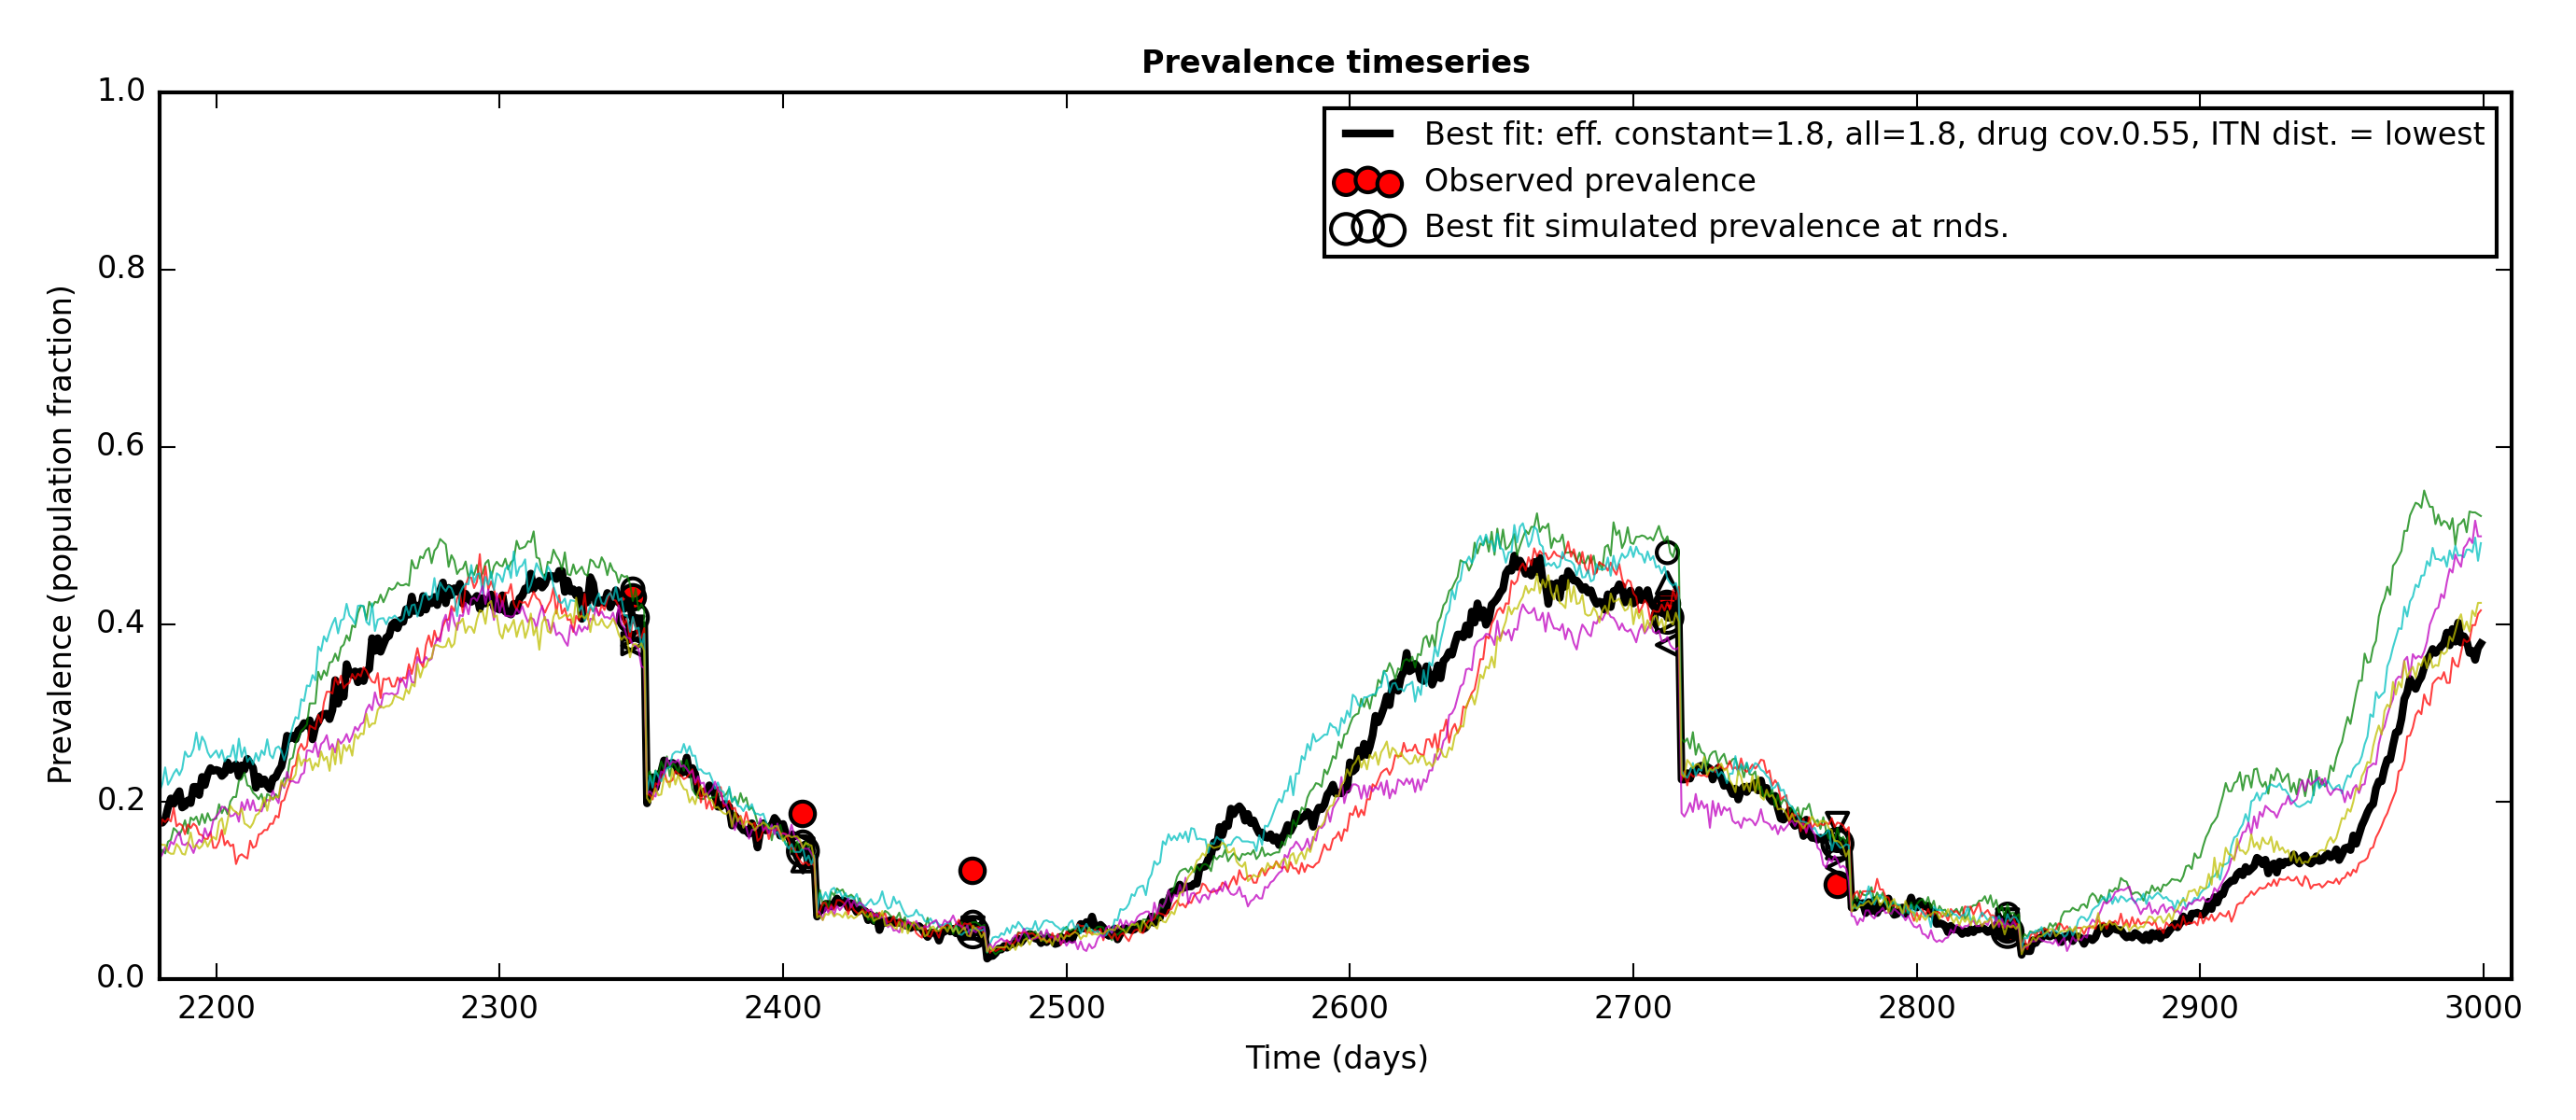 Prevalence timeseries
1.0
0.8
0.6
0.4
0.2
0.0
Prevalence (population fraction)
Best fit: eff. constant=1.8, all=1.8, drug cov.0.55, ITN dist. = lowest
Observed prevalence
Best fit simulated prevalence at rnds.
2200 2300 2400 2500 2600 2700 2800 2900 3000
Time (days)